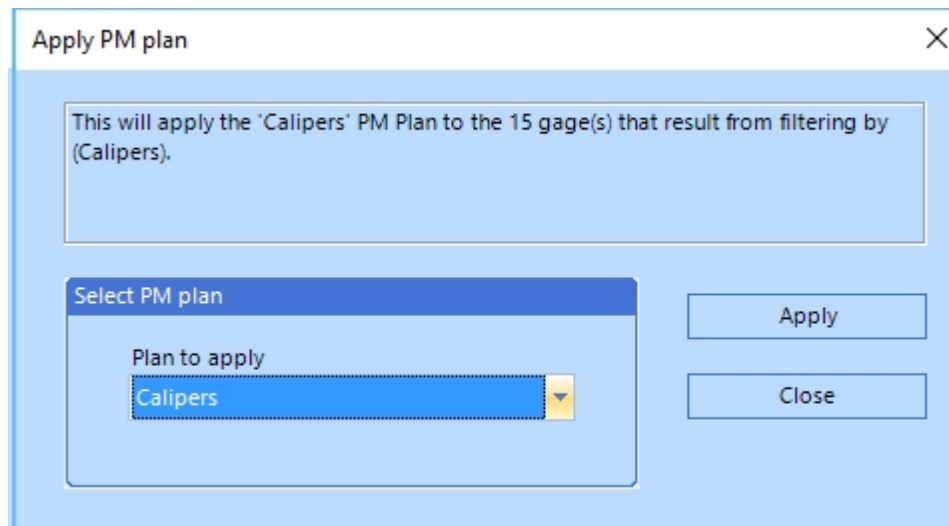 Apply PM plan
This will apply the 'Calipers' PM Plan to the 15 gage(s) that result from filtering by
(Calipers).
Select PM plan
Plan to apply
Calipers
Apply
Close